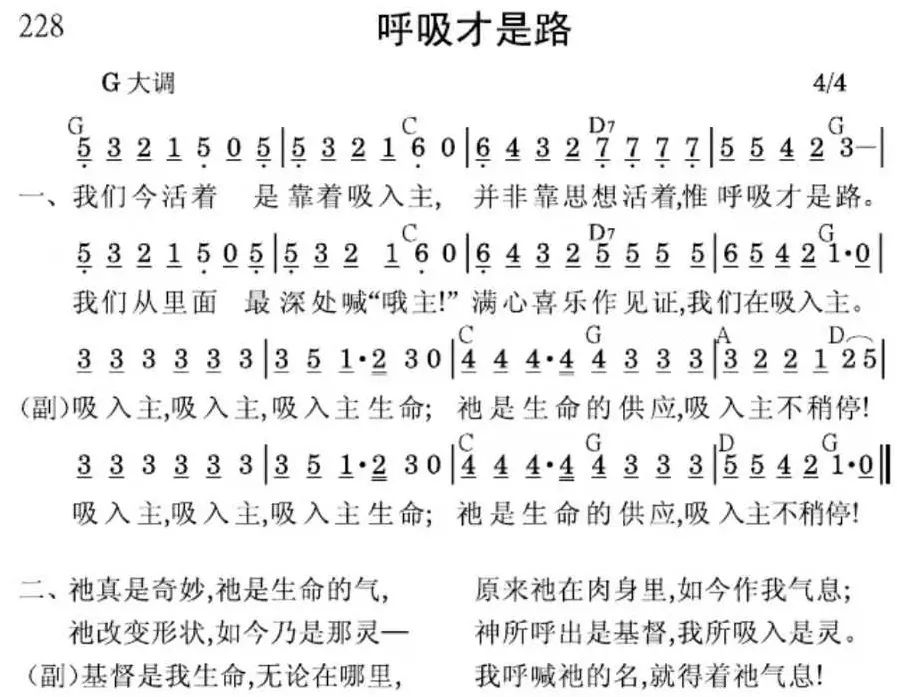 228 呼吸才是路
G 大调 4/4
G C D7 G
5 3 2 1 5 0 5 | 5 3 2 1 6 0 | 6 4 3 2 7 7 7 7 | 5 5 4 2 3— |
一、我们今活着 是靠着吸入主, 并非靠思想活着,惟呼吸才是路。
C D7 G
5 3 2 1 5 0 5 | 5 3 2 1 6 0 | 6 4 3 2 5 5 5 5 | 6 5 4 2 1·0 |
我们从里面 最深处喊“哦主!” 满心喜乐作见证,我们在吸入主。
C G A D
3 3 3 3 3 3 | 3 5 1·2 3 0 | 4 4 4·4 4 3 3 3 | 3 2 2 1 2 5 |
(副)吸入主,吸入主,吸入主生命; 祂是生命的供应,吸入主不稍停!
C G D G
3 3 3 3 3 3 | 3 5 1·2 3 0 | 4 4 4·4 4 3 3 3 | 5 5 4 2 1·0 ‖
吸入主,吸入主,吸入主生命; 祂是生命的供应,吸入主不稍停!
二、祂真是奇妙,祂是生命的气, 原来祂在肉身里,如今作我气息;
祂改变形状,如今乃是那灵— 神所呼出是基督,我所吸入是灵。
(副)基督是我生命,无论在哪里, 我呼喊祂的名,就得着祂气息!